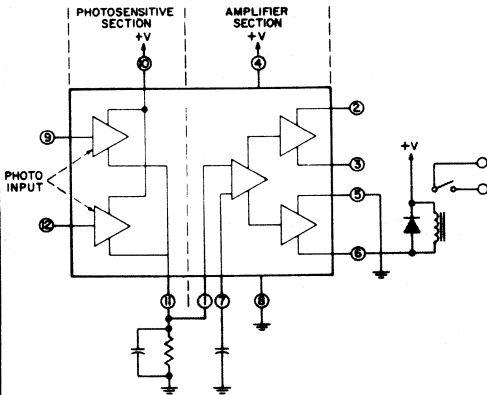 PHOTOSENSITIVE SECTION
AMPLIFIER SECTION
+V
+V
10
4
9
2
3
PHOTO INPUT
5
+V
12
6
11
1
7
8